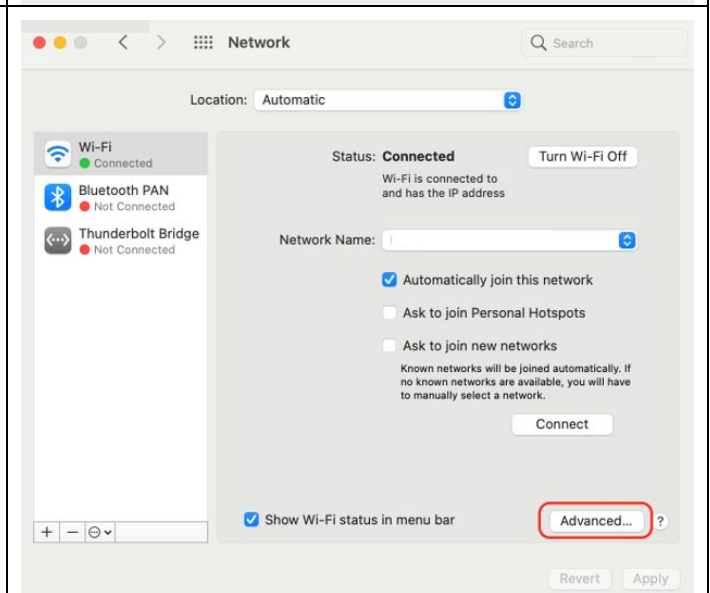 Network
Search
Location: Automatic
Wi-Fi
Connected
Bluetooth PAN
Not Connected
Thunderbolt Bridge
Not Connected
Status: Connected
Turn Wi-Fi Off
Wi-Fi is connected to
and has the IP address
Network Name:
Automatically join this network
Ask to join Personal Hotspots
Ask to join new networks
Known networks will be joined automatically. If
no known networks are available, you will have
to manually select a network.
Connect
Show Wi-Fi status in menu bar
Advanced... ?
Revert Apply